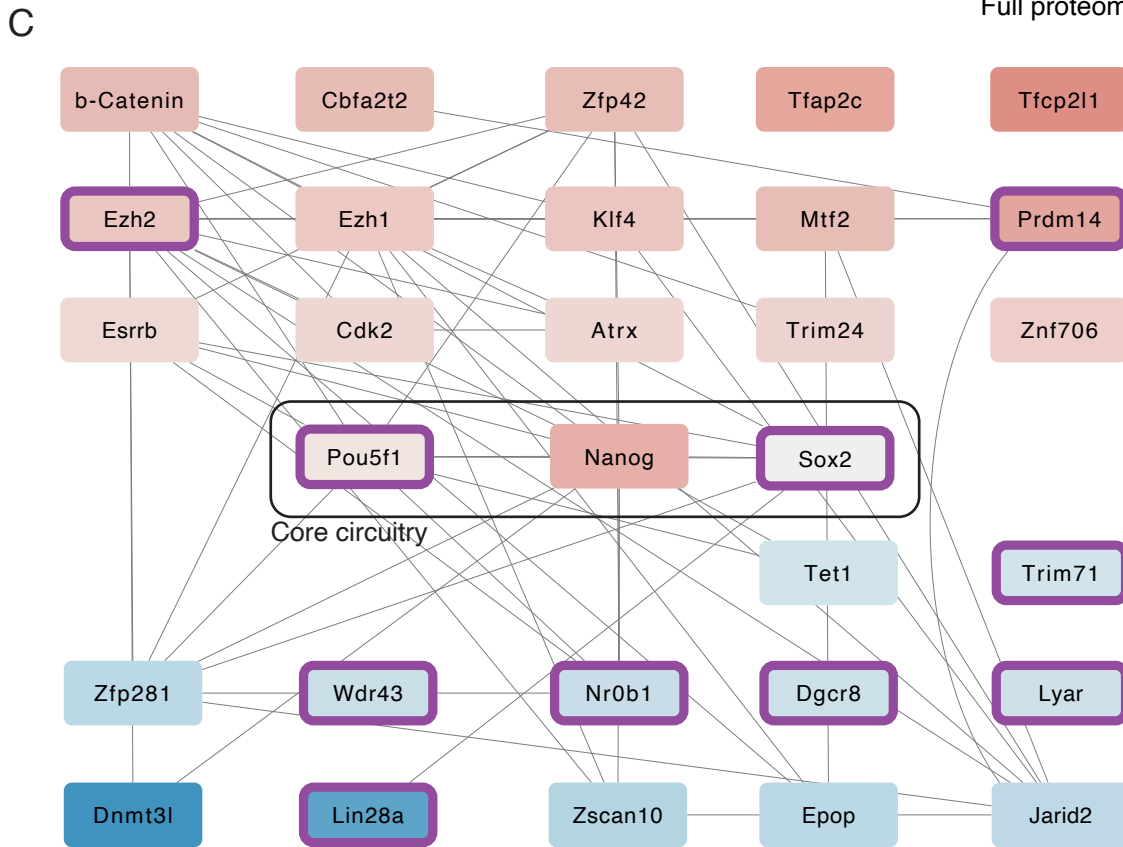 C
Full proteom
b-Catenin Cbfa2t2 Zfp42 Tfap2c Tfcp2l1
Ezh2 Ezh1 Klf4 Mtf2 Prdm14
Esrrb Cdk2 Atrx Trim24 Znf706
Pou5f1 Nanog Sox2
Core circuitry
Tet1 Trim71
Zfp281 Wdr43 Nr0b1 Dgcr8 Lyar
Dnmt3l Lin28a Zscan10 Epop Jarid2